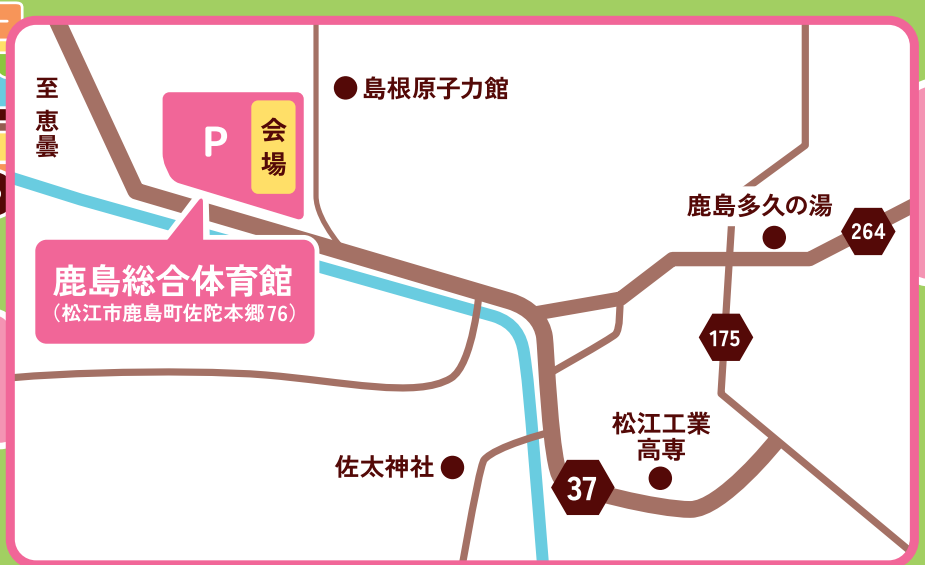 至 恵曇
P
会場
島根原子力館
鹿島多久の湯
264
鹿島総合体育館
（松江市鹿島町佐陀本郷76）
175
松江工業
高専
佐太神社
37